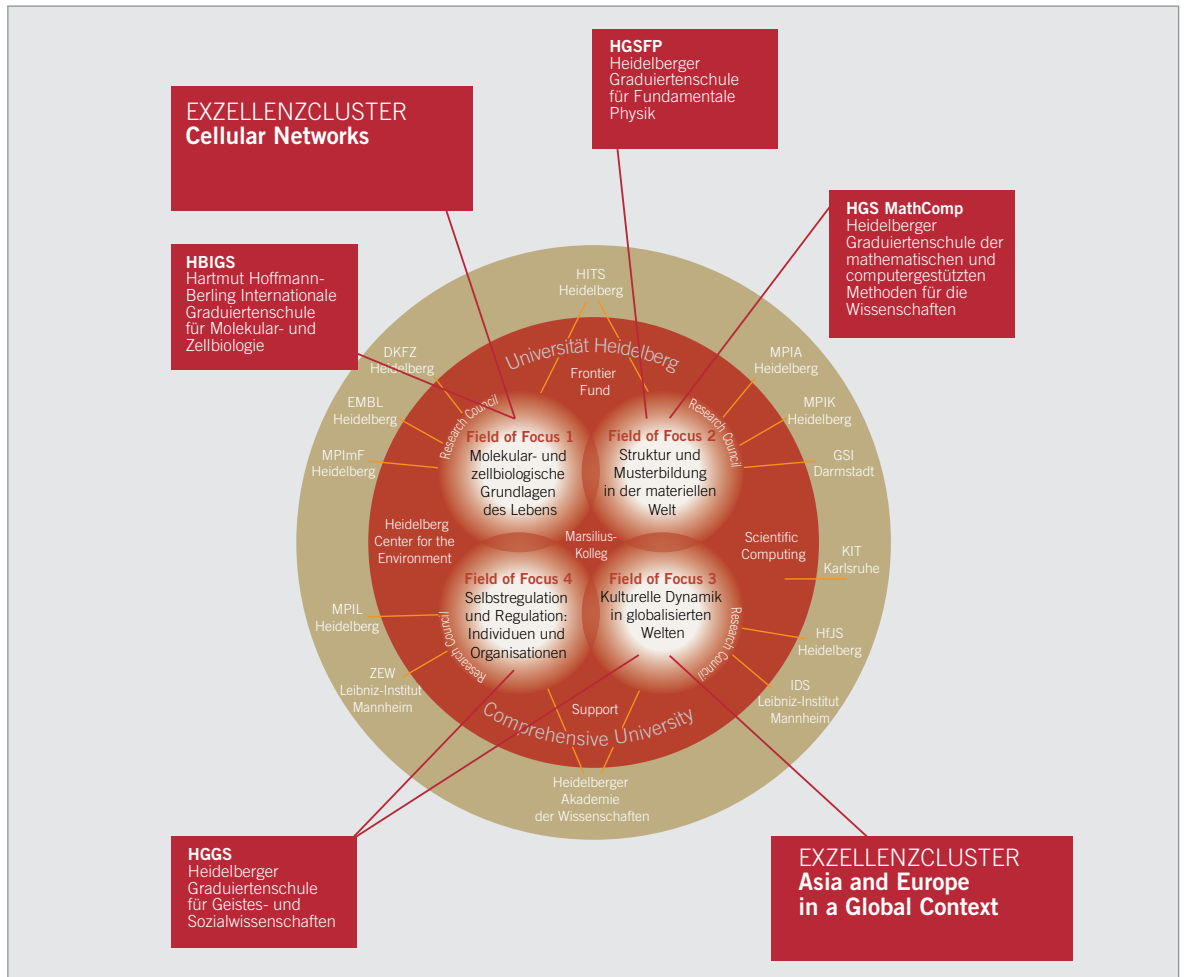 HGSFP
Heidelberger
Graduiertenschule
für Fundamentale
Physik
EXZELLENZCLUSTER
Cellular Networks
HGS MathComp
Heidelberger
Graduiertenschule der
mathematischen und
computergestützten
Methoden für die
Wissenschaften
HBIGS
Hartmut Hoffmann-
Berling Internationale
Graduiertenschule
für Molekular- und
Zellbiologie
HITS
Heidelberg
DKFZ
Heidelberg
EMBL
Heidelberg
MPImF
Heidelberg
MPIA
Heidelberg
MPIK
Heidelberg
GSI
Darmstadt
Universität Heidelberg
Frontier
Fund
Research Council
Research Council
Field of Focus 1
Molekular- und
zellbiologische
Grundlagen
des Lebens
Field of Focus 2
Struktur und
Musterbildung
in der materiellen
Welt
Heidelberg
Center for the
Environment
Marsilius-
Kolleg
Scientific
Computing
KIT
Karlsruhe
Field of Focus 4
Selbstregulation
und Regulation:
Individuen und
Organisationen
Field of Focus 3
Kulturelle Dynamik
in globalisierten
Welten
Research Council
Research Council
MPIL
Heidelberg
ZEW
Leibniz-Institut
Mannheim
HfJS
Heidelberg
IDS
Leibniz-Institut
Mannheim
Support
Comprehensive University
Heidelberger
Akademie
der Wissenschaften
HGGS
Heidelberger
Graduiertenschule
für Geistes- und
Sozialwissenschaften
EXZELLENZCLUSTER
Asia and Europe
in a Global Context